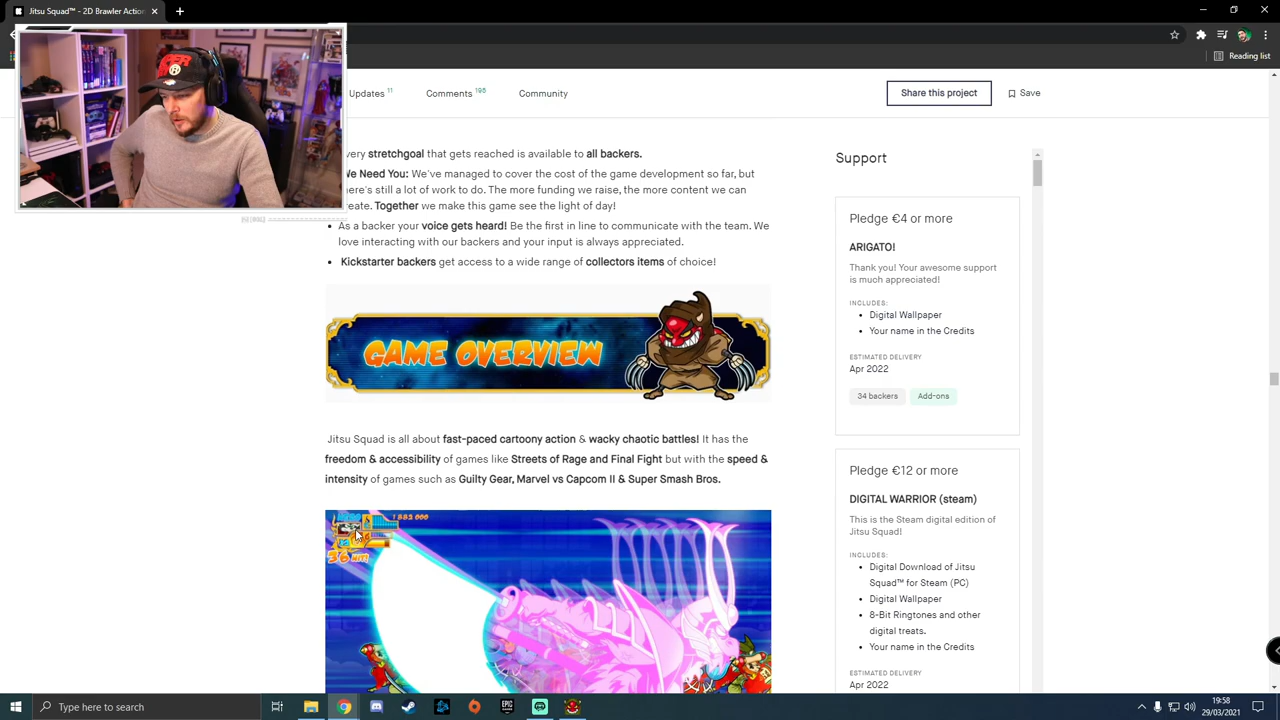 Jitsu Squad™ - 2D Brawler Action
Reading list
Updates 11
Comments 195
Community
Share this project
Save
very stretchgoal that gets reached is available to all backers.
We Need You: We've managed to cover the cost of the game development so far, but
here's still a lot of work to do. The more funding we raise, the more content we can
create. Together we make this game see the light of day!
As a backer your voice gets heard! Be the first in line to communicate with the team. We
love interacting with our backers and your input is always appreciated.
Kickstarter backers get access to a wide range of collectors items of choice!
GAME OVERVIEW
Jitsu Squad is all about fast-paced cartoony action & wacky chaotic battles! It has the
freedom & accessibility of games like Streets of Rage and Final Fight but with the speed &
intensity of games such as Guilty Gear, Marvel vs Capcom II & Super Smash Bros.
36 HITS
Support
Pledge €4 or more
ARIGATO!
Thank you! Your awesome support
is much appreciated!
INCLUDES:
Digital Wallpaper
Your name in the Credits
ESTIMATED DELIVERY
Apr 2022
34 backers
Add-ons
Pledge €12 or more
DIGITAL WARRIOR (steam)
This is the Steam digital edition of
Jitsu Squad!
INCLUDES:
Digital Download of Jitsu
Squad™ for Steam (PC)
Digital Wallpaper
8-Bit Ringtones and other
digital treats.
Your name in the Credits
ESTIMATED DELIVERY
Apr 2022
Type here to search
EPIC
19:58
29/03/2021